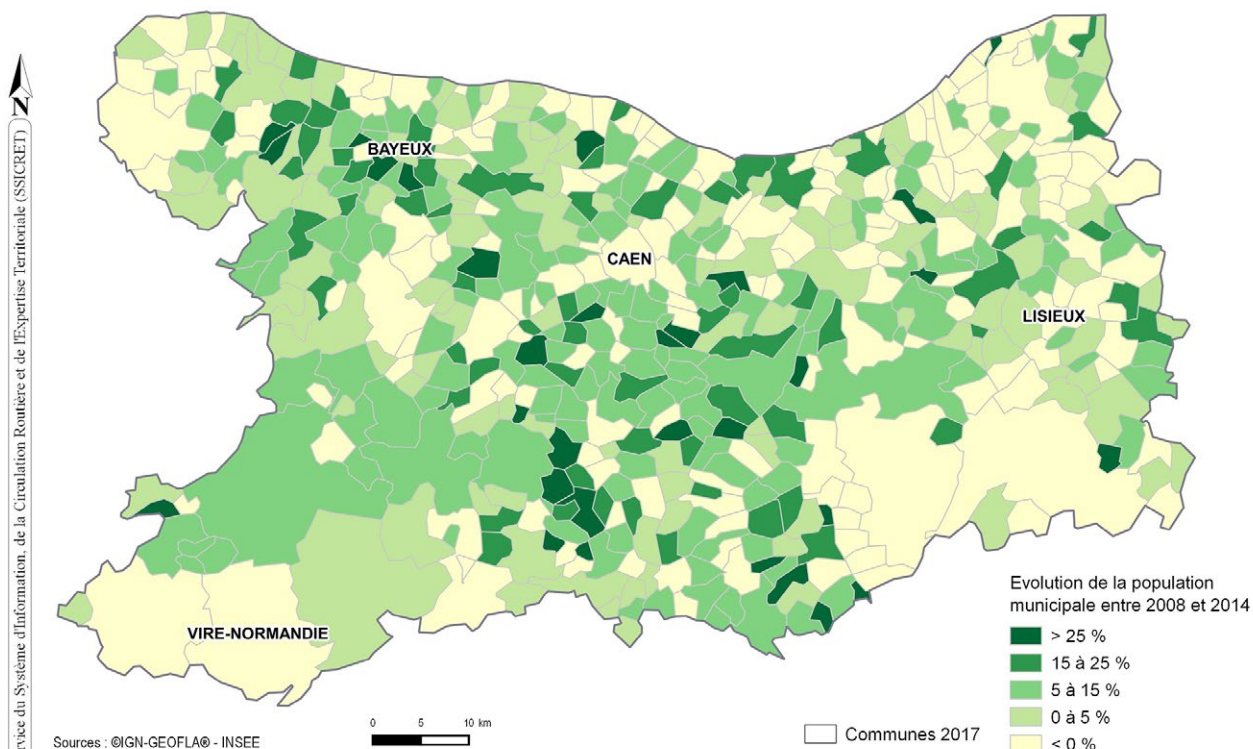 N
rvice du Système d'Information, de la Circulation Routière et de l'Expertise Territoriale (SSICRET)
BAYEUX
CAEN
LISIEUX
VIRE-NORMANDIE
Evolution de la population
municipale entre 2008 et 2014
> 25 %
15 à 25 %
5 à 15 %
0 à 5 %
< 0 %
Communes 2017
0 5 10 km
Sources : ©IGN-GEOFLA® - INSEE